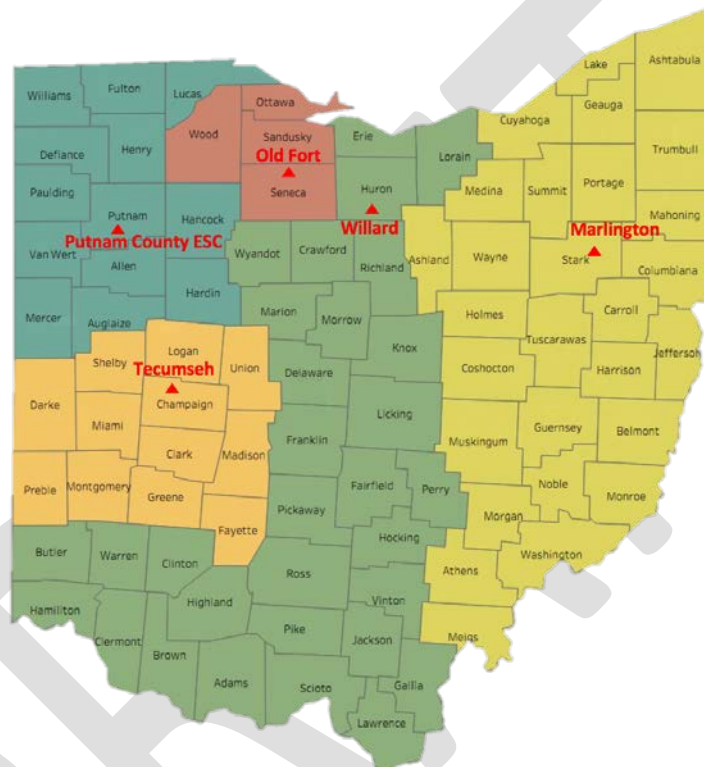 Lake
Ashtabula
Williams
Fulton
Lucas
Ottawa
Geauga
Cuyahoga
Wood
Sandusky
Erie
Lorain
Trumbull
Defiance
Henry
Old Fort
Medina
Summit
Portage
Paulding
Seneca
Huron
Putnam
Hancock
Willard
Marlington
Mahoning
Putnam County ESC
Van Wert
Allen
Wyandot
Crawford
Richland
Ashland
Wayne
Stark
Columbiana
Mercer
Hardin
Auglaize
Marion
Morrow
Holmes
Carroll
Tuscarawas
Jefferson
Shelby
Logan
Union
Knox
Tecumseh
Delaware
Coshocton
Harrison
Darke
Champaign
Miami
Licking
Guernsey
Belmont
Clark
Madison
Franklin
Muskingum
Preble
Montgomery
Greene
Fairfield
Perry
Noble
Monroe
Fayette
Pickaway
Morgan
Butler
Warren
Clinton
Hocking
Washington
Ross
Athens
Hamiliton
Highland
Vinton
Clermont
Pike
Jackson
Meigs
Brown
Adams
Scioto
Gallia
Lawrence